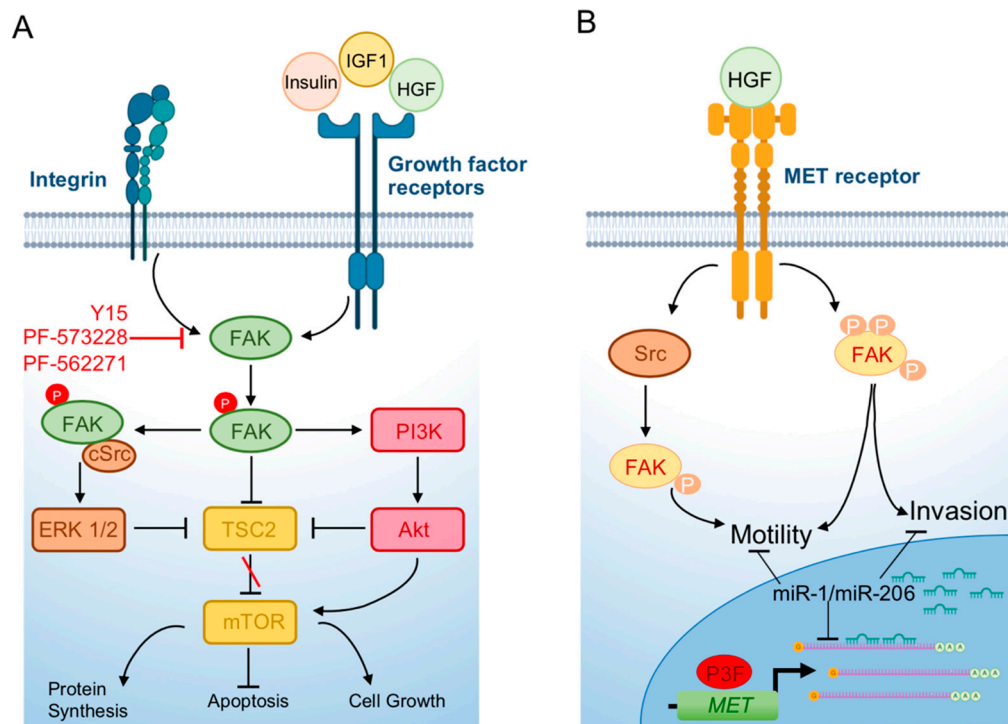 A
Insulin
IGF1
HGF
Integrin
Growth factor
receptors
Y15
PF-573228
PF-562271
FAK
P
FAK
cSrc
P
FAK
PI3K
ERK 1/2
TSC2
Akt
mTOR
Protein
Synthesis
Apoptosis
Cell Growth
B
HGF
MET receptor
Src
P
P
FAK
P
FAK
P
Motility
Invasion
miR-1/miR-206
G
A A A
P3F
MET
G
A A A
G
A A A